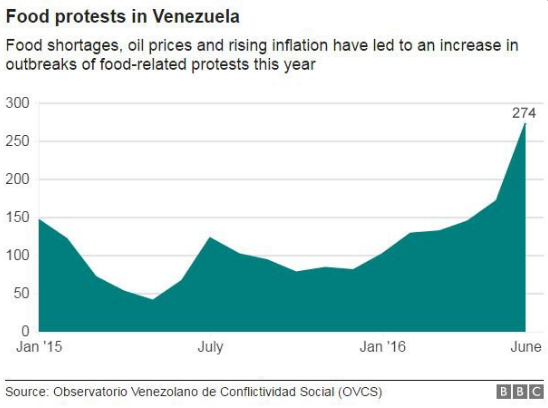 Food protests in Venezuela
Food shortages, oil prices and rising inflation have led to an increase in
outbreaks of food-related protests this year
300
274
250
200
150
100
50
0
Jan '15
July
Jan '16
June
Source: Observatorio Venezolano de Conflictividad Social (OVCS)
BBC